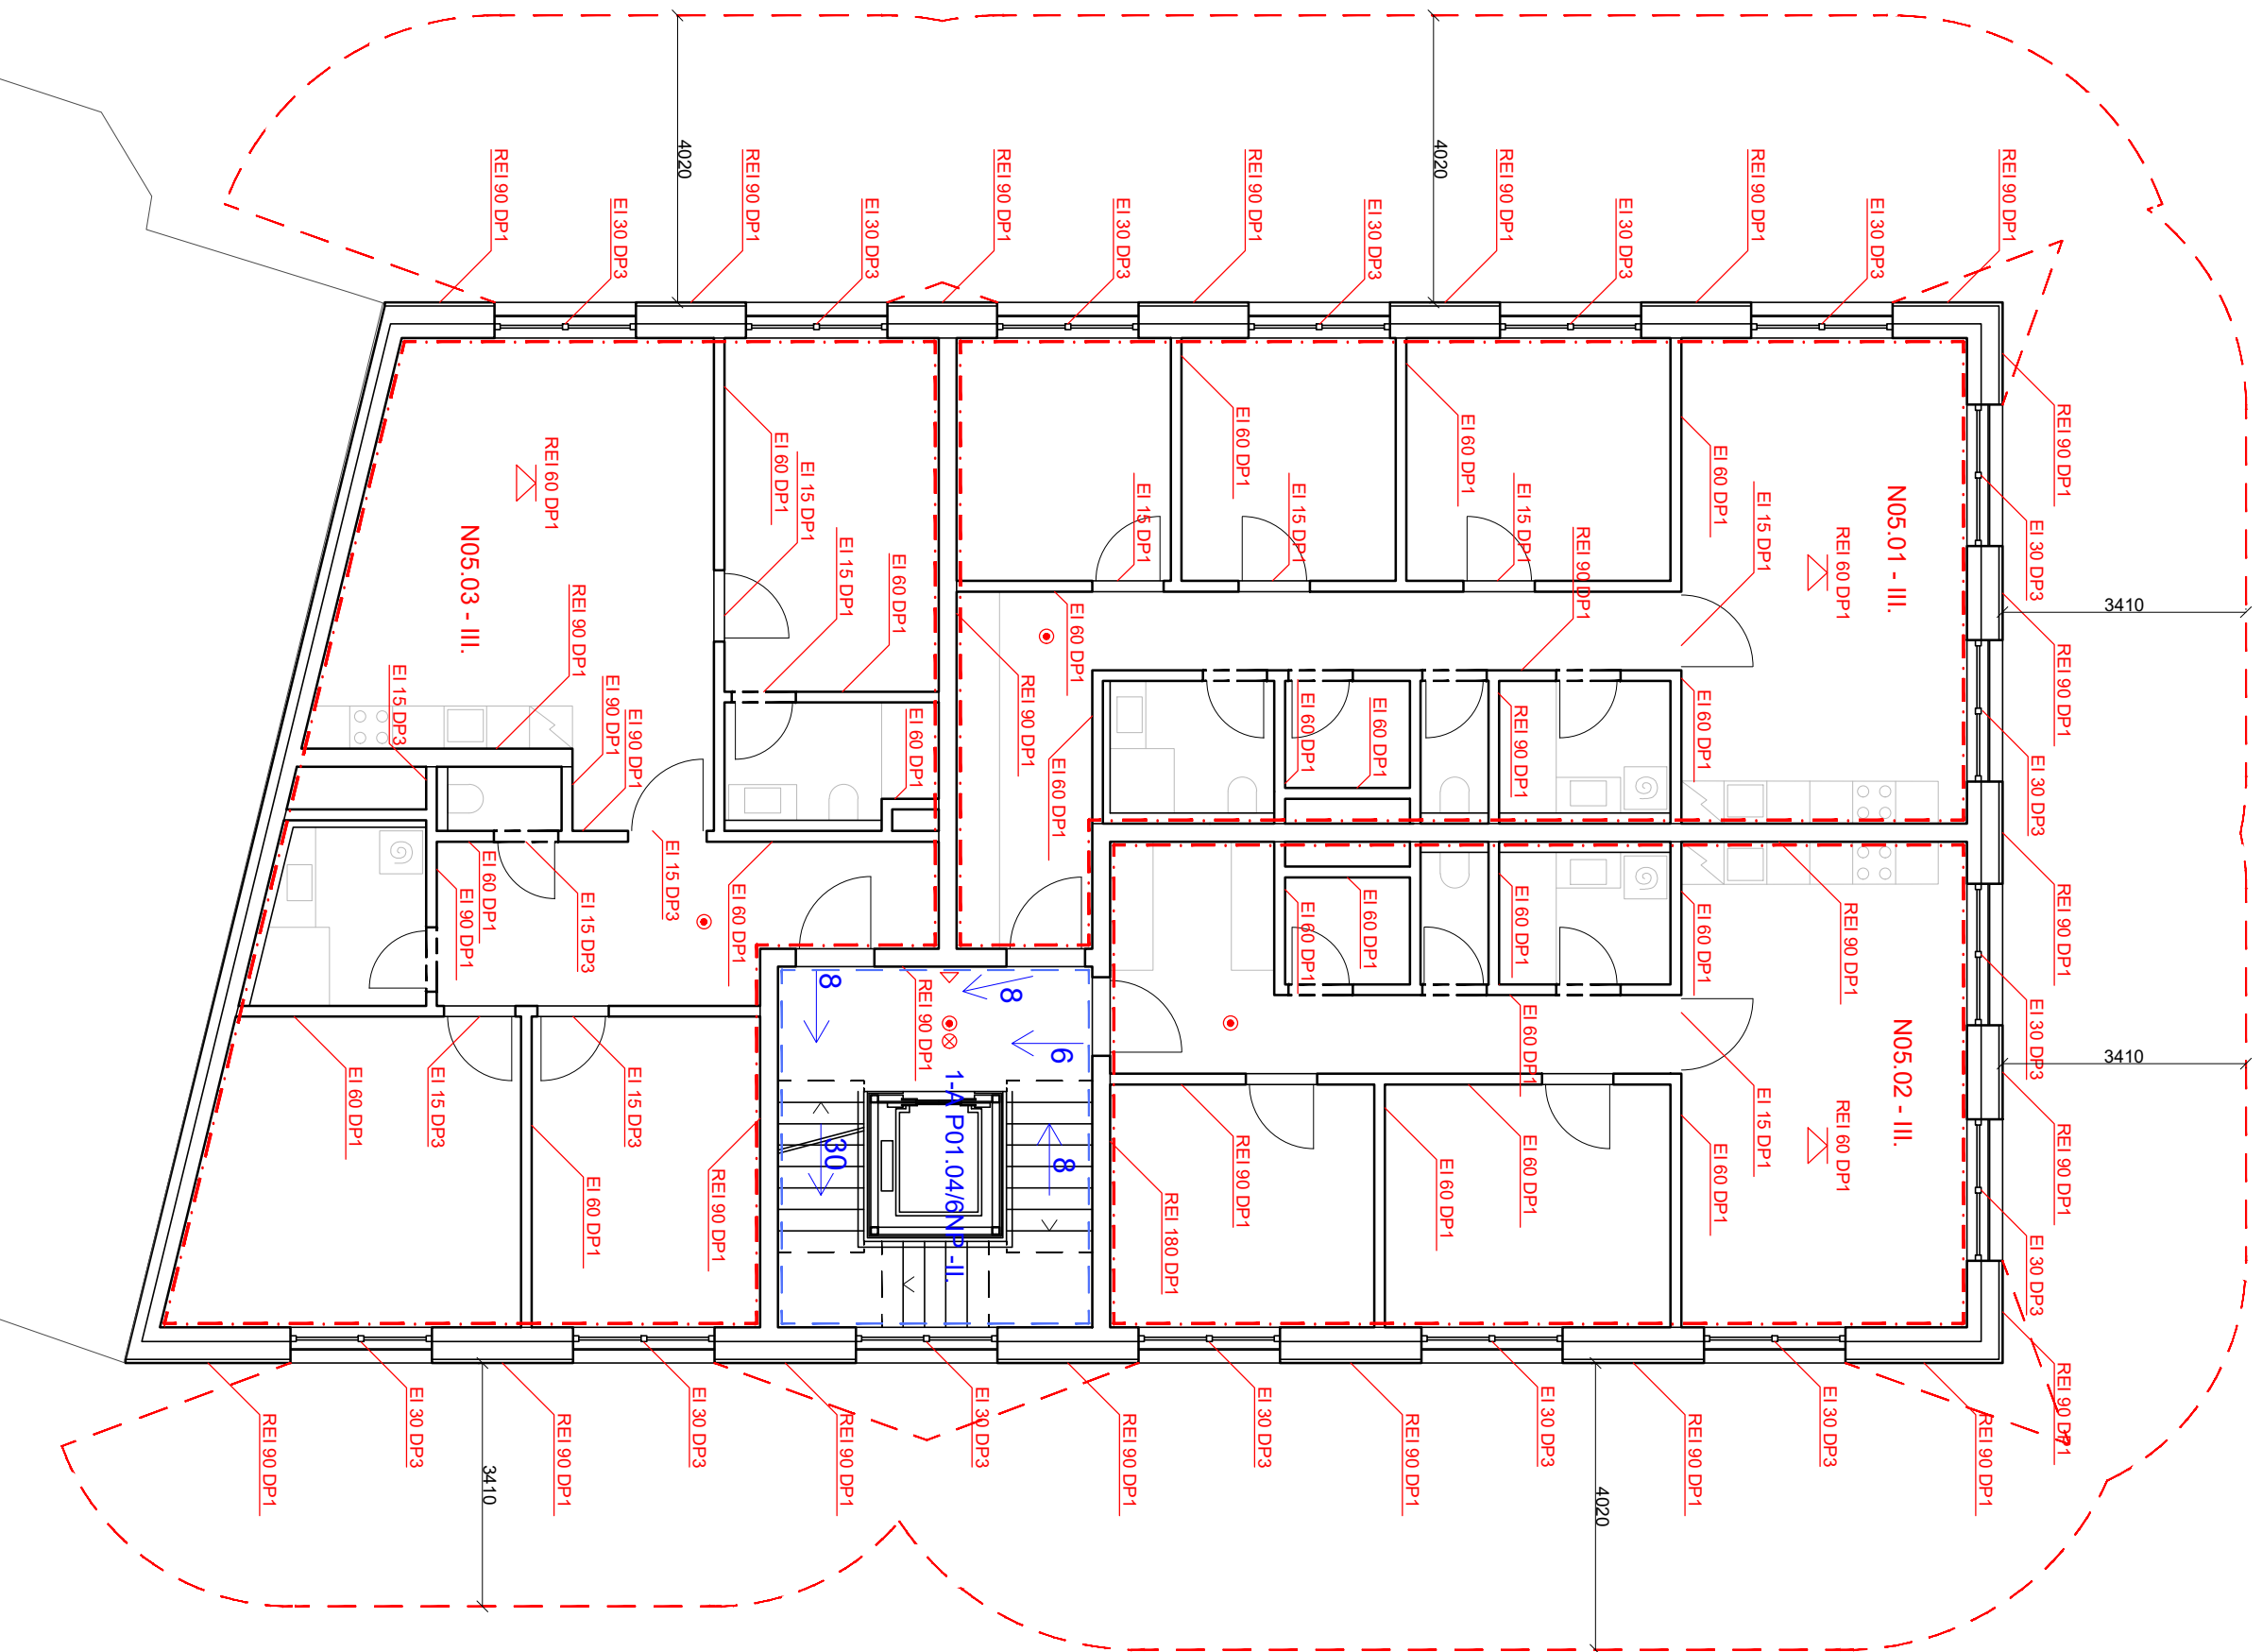 4020
4020
REI 90 DP1
REI 90 DP1
REI 90 DP1
REI 90 DP1
REI 90 DP1
REI 90 DP1
REI 90 DP1
EI 30 DP3
EI 30 DP3
EI 30 DP3
EI 30 DP3
EI 30 DP3
EI 30 DP3
REI 60 DP1
N05.03 - III.
EI 60 DP1
EI 15 DP1
EI 15 DP1
EI 60 DP1
EI 60 DP1
EI 60 DP1
EI 60 DP1
EI 15 DP1
EI 15 DP1
EI 15 DP1
EI 15 DP1
REI 90 DP1
N05.01 - III.
REI 60 DP1
REI 90 DP1
EI 30 DP3
3410
REI 90 DP1
EI 30 DP3
REI 90 DP1
EI 30 DP3
3410
REI 90 DP1
EI 30 DP3
REI 90 DP1
EI 15 DP3
REI 90 DP1
EI 90 DP1
EI 90 DP1
EI 60 DP1
EI 60 DP1
REI 90 DP1
EI 60 DP1
EI 60 DP1
EI 60 DP1
REI 90 DP1
EI 60 DP1
EI 60 DP1
EI 90 DP1
EI 15 DP3
EI 15 DP3
EI 60 DP1
EI 60 DP1
EI 60 DP1
EI 60 DP1
EI 60 DP1
REI 90 DP1
8
REI 90 DP1
8
6
EI 60 DP1
N05.02 - III.
REI 60 DP1
EI 15 DP1
EI 60 DP1
EI 15 DP3
EI 15 DP3
EI 60 DP1
REI 90 DP1
30
1-A P01.04/6NP -II.
8
REI 180 DP1
REI 90 DP1
EI 60 DP1
EI 60 DP1
EI 60 DP1
REI 90 DP1
EI 30 DP3
REI 90 DP1
EI 30 DP3
REI 90 DP1
EI 30 DP3
REI 90 DP1
EI 30 DP3
REI 90 DP1
EI 30 DP3
REI 90 DP1
EI 30 DP3
REI 90 DP1
3410
4020